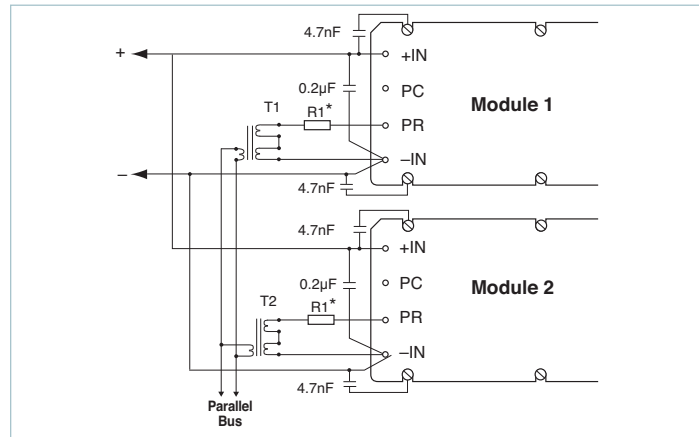 4.7nF
+
+IN
0.2µF
PC
Module 1
T1
R1*
PR
–
–IN
4.7nF
4.7nF
+IN
0.2µF
PC
Module 2
T2
R1*
PR
–IN
4.7nF
Parallel
Bus